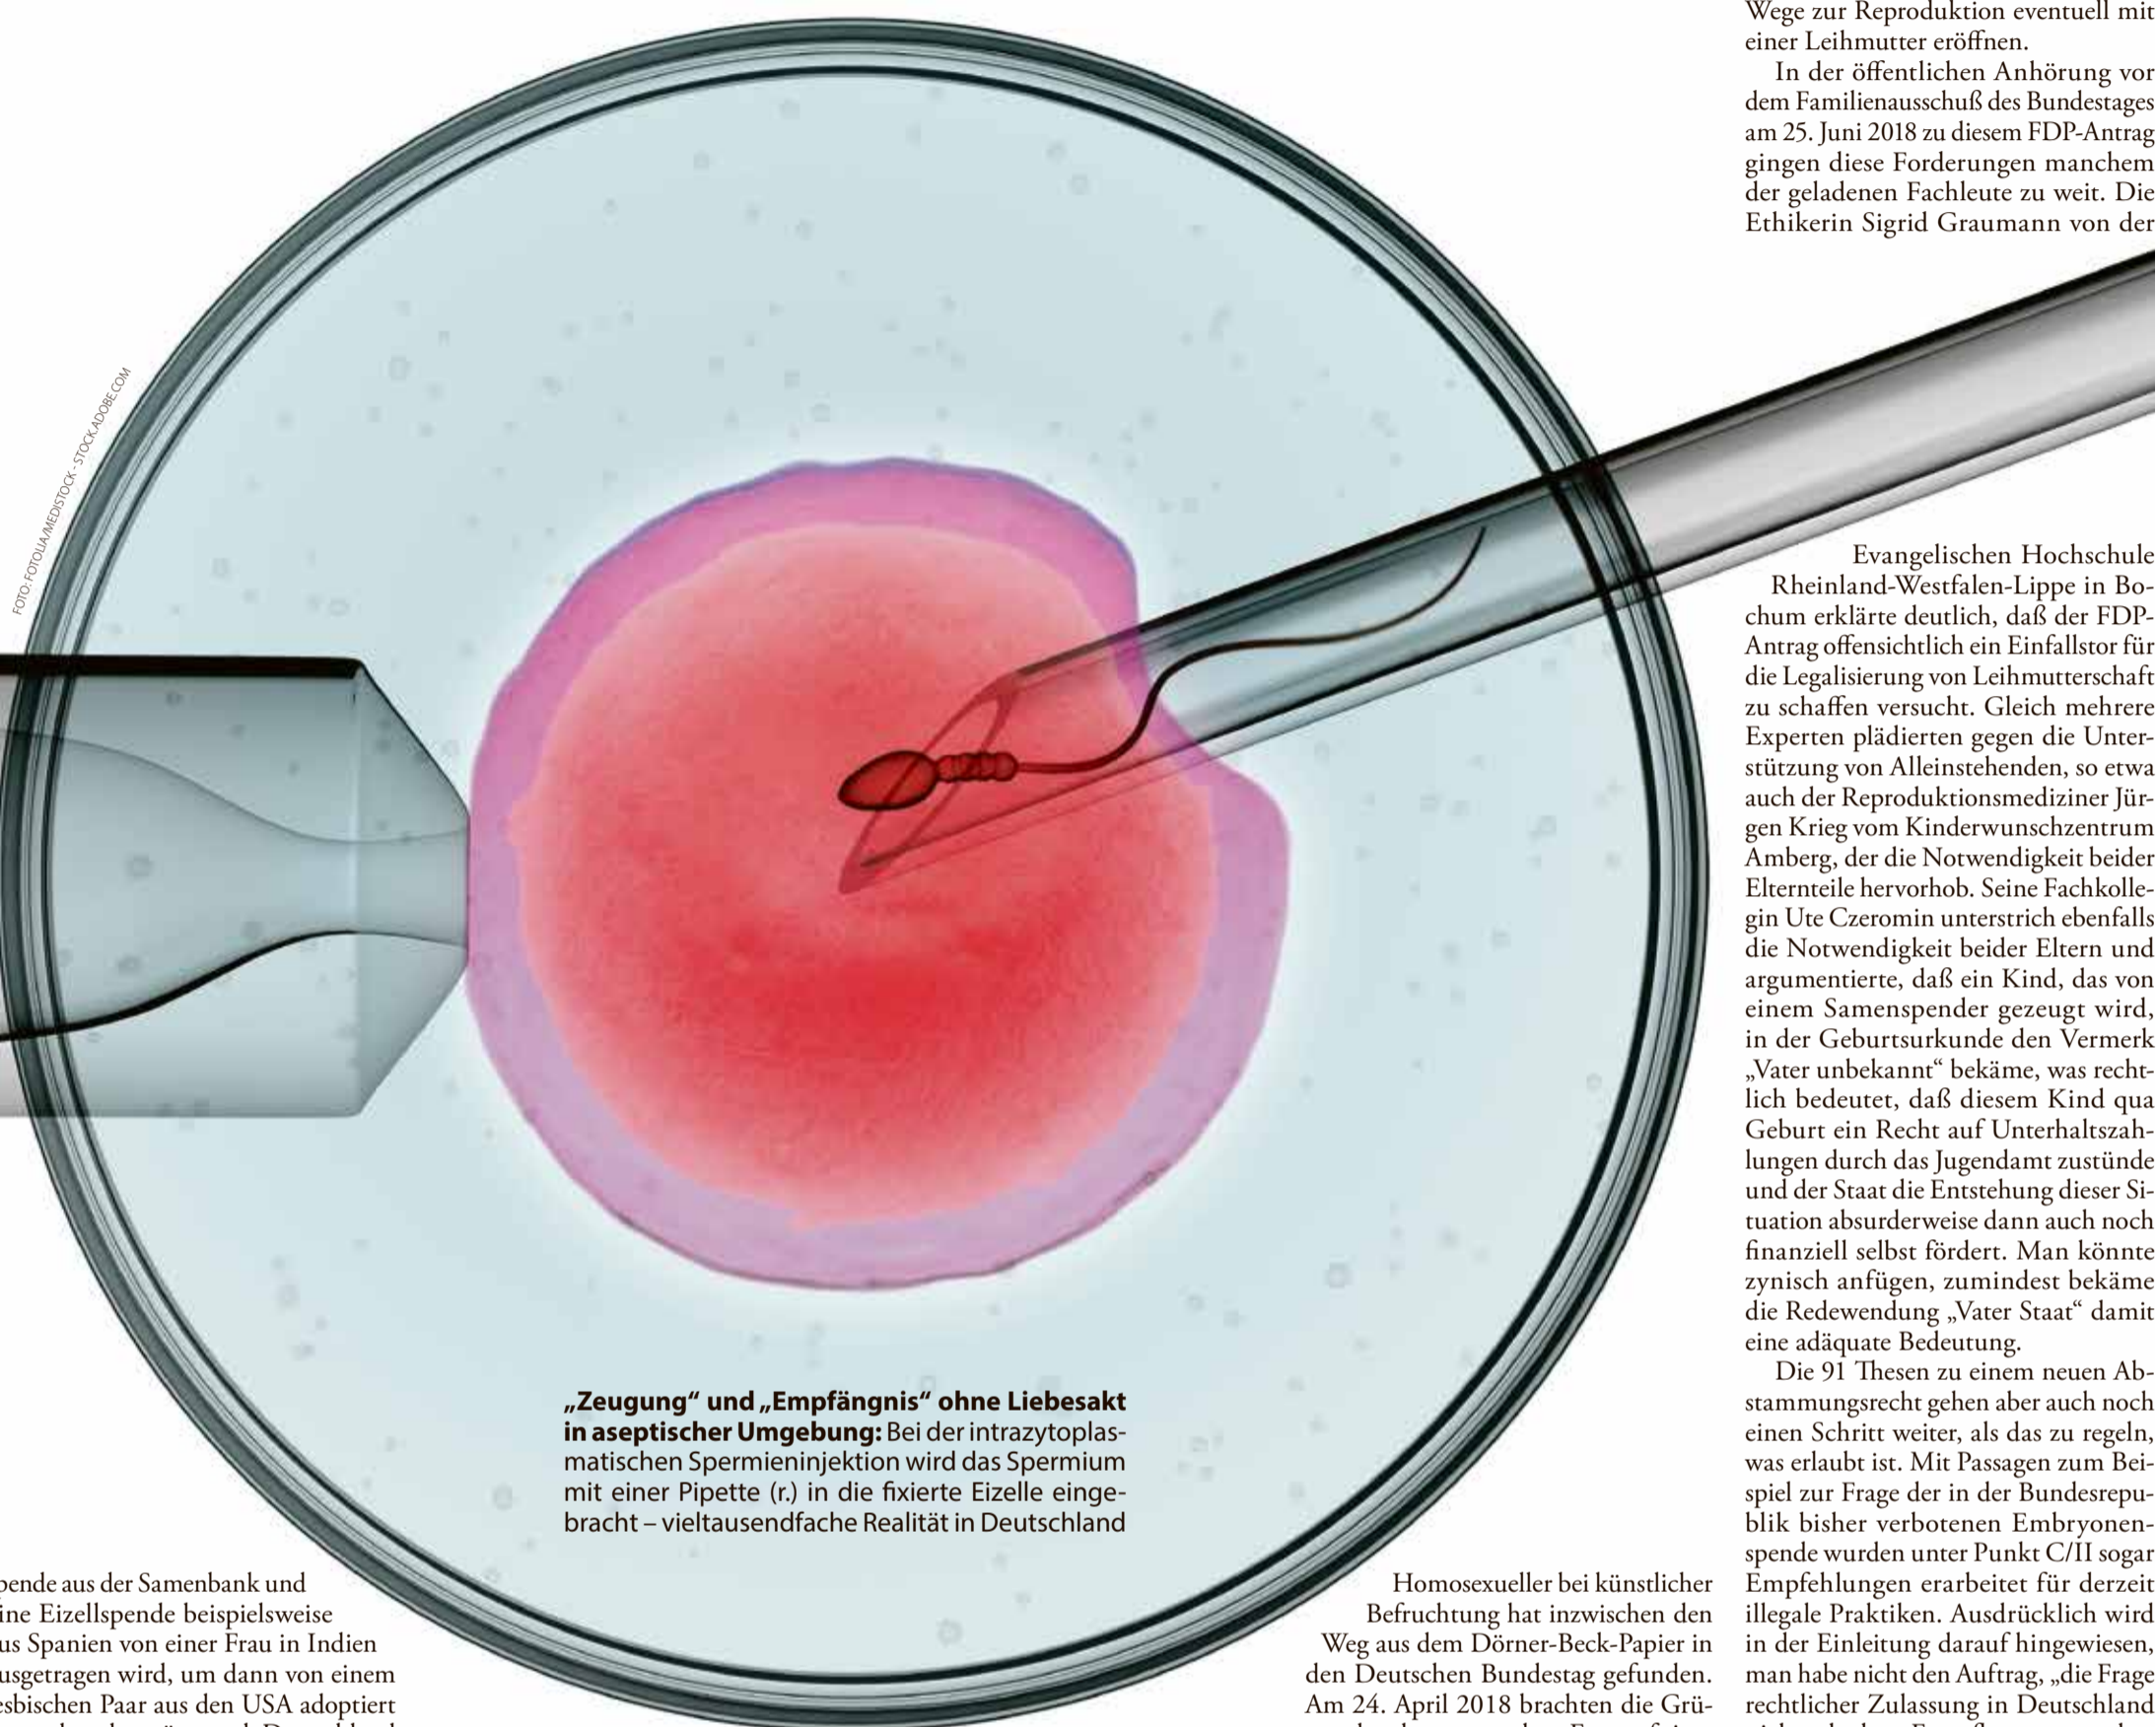 FOTO: FOTOLIA/MEDISTOCK - STOCK.ADOBE.COM
„Zeugung“ und „Empfängnis“ ohne Liebesakt
in aseptischer Umgebung: Bei der intrazytoplas-
matischen Spermieninjektion wird das Spermium
mit einer Pipette (r.) in die fixierte Eizelle einge-
bracht – vieltausendfache Realität in Deutschland
aus der Samenbank und
Eizellspende beispielsweise
Spanien von einer Frau in Indien
wird, um dann von einem
Paar aus den USA adoptiert
Homosexueller bei künstlicher
Befruchtung hat inzwischen den
Weg aus dem Dörner-Beck-Papier in
den Deutschen Bundestag gefunden.
Am 24. April 2018 brachten die Grü-
Wege zur Reproduktion eventuell mit
einer Leihmutter eröffnen.
In der öffentlichen Anhörung vor
dem Familienausschuß des Bundestages
am 25. Juni 2018 zu diesem FDP-Antrag
gingen diese Forderungen manchem
der geladenen Fachleute zu weit. Die
Ethikerin Sigrid Graumann von der
Evangelischen Hochschule
Rheinland-Westfalen-Lippe in Bo-
chum erklärte deutlich, daß der FDP-
Antrag offensichtlich ein Einfallstor für
die Legalisierung von Leihmutterschaft
zu schaffen versucht. Gleich mehrere
Experten plädierten gegen die Unter-
stützung von Alleinstehenden, so etwa
auch der Reproduktionsmediziner Jür-
gen Krieg vom Kinderwunschzentrum
Amberg, der die Notwendigkeit beider
Elternteile hervorhob. Seine Fachkolle-
gin Ute Czeromin unterstrich ebenfalls
die Notwendigkeit beider Eltern und
argumentierte, daß ein Kind, das von
einem Samenspender gezeugt wird,
in der Geburtsurkunde den Vermerk
„Vater unbekannt“ bekäme, was recht-
lich bedeutet, daß diesem Kind qua
Geburt ein Recht auf Unterhaltszah-
lungen durch das Jugendamt zustünde
und der Staat die Entstehung dieser Si-
tuation absurderweise dann auch noch
finanziell selbst fördert. Man könnte
zynisch anfügen, zumindest bekäme
die Redewendung „Vater Staat“ damit
eine adäquate Bedeutung.
Die 91 Thesen zu einem neuen Ab-
stammungsrecht gehen aber auch noch
einen Schritt weiter, als das zu regeln,
was erlaubt ist. Mit Passagen zum Bei-
spiel zur Frage der in der Bundesrepu-
blik bisher verbotenen Embryonen-
spende wurden unter Punkt C/II sogar
Empfehlungen erarbeitet für derzeit
illegale Praktiken. Ausdrücklich wird
in der Einleitung darauf hingewiesen,
man habe nicht den Auftrag, „die Frage
rechtlicher Zulassung in Deutschland